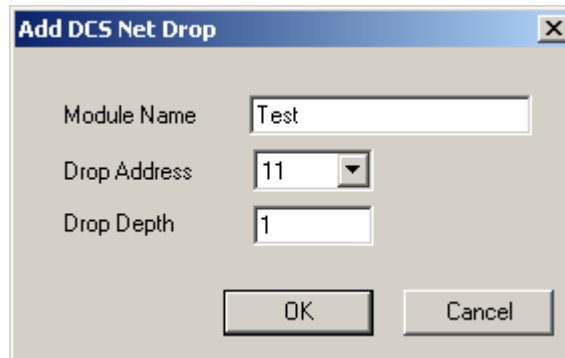 Add DCS Net Drop
Module Name Test
Drop Address 11
Drop Depth 1
OK Cancel